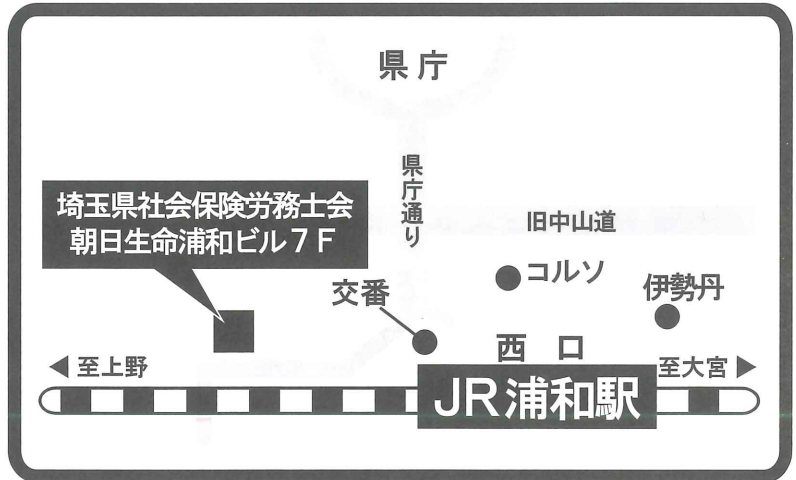 県庁
県庁通り
埼玉県社会保険労務士会
朝日生命浦和ビル7F
旧中山道
コルソ
伊勢丹
交番
西口
◀至上野
至大宮▶
JR浦和駅